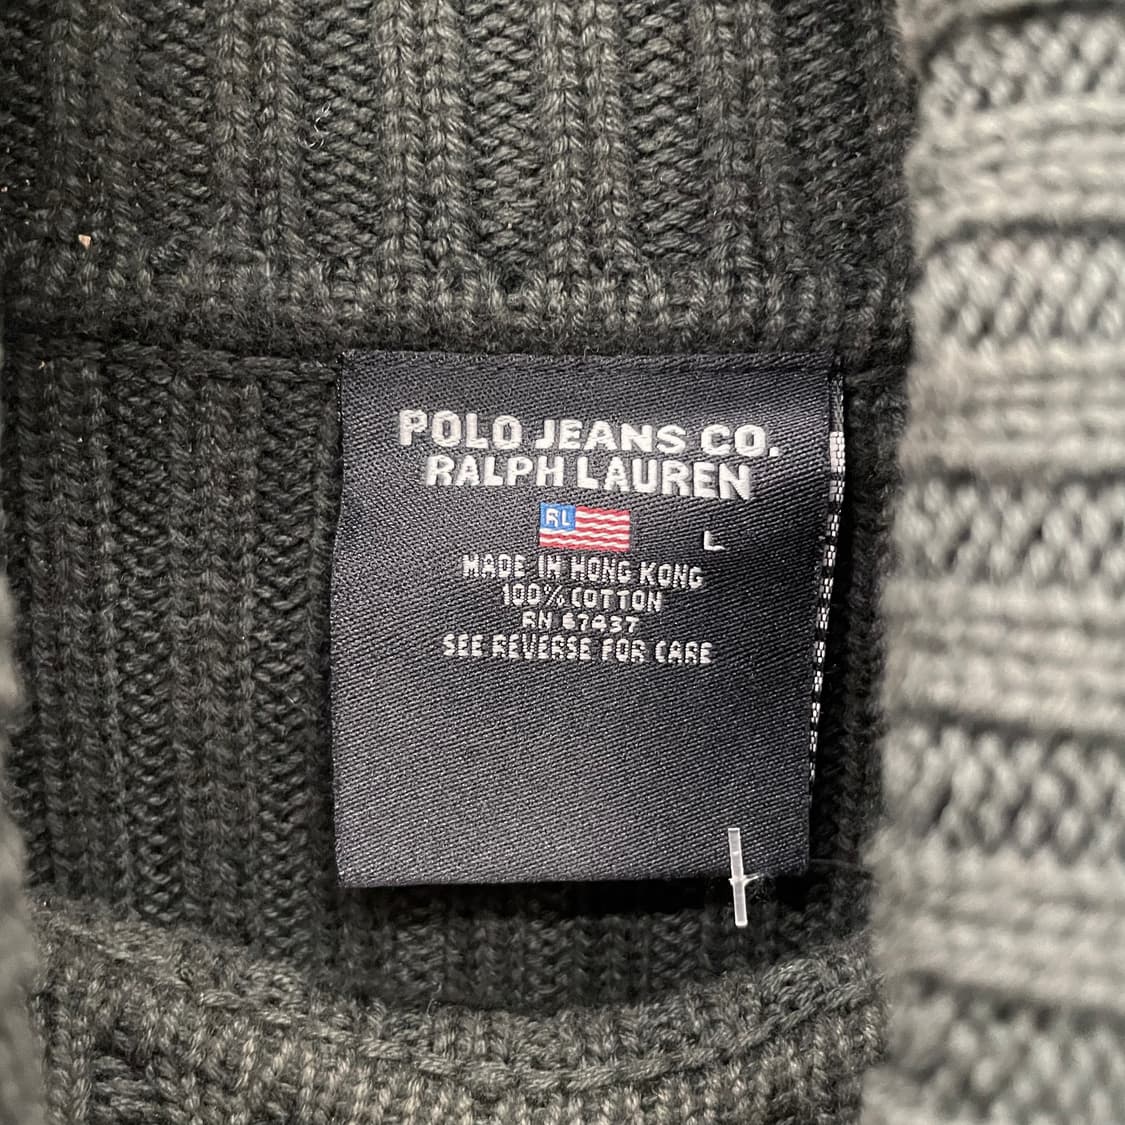 POLO JEANS CO.
RALPH LAUREN
RL
L
MADE IN HONG KONG
100% COTTON
RN 67437
SEE REVERSE FOR CARE